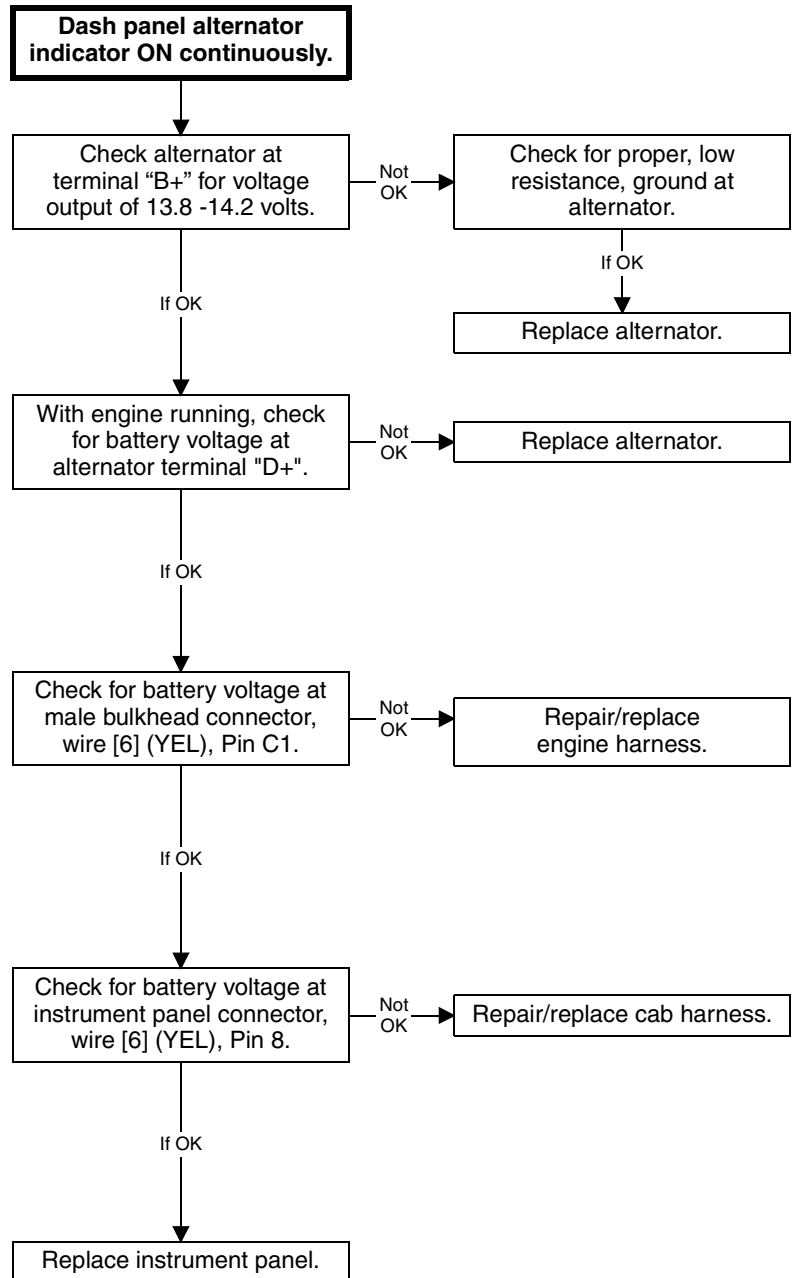 Dash panel alternator
indicator ON continuously.
Check alternator at
terminal “B+” for voltage
output of 13.8 -14.2 volts.
Not
OK
Check for proper, low
resistance, ground at
alternator.
If OK
Replace alternator.
If OK
With engine running, check
for battery voltage at
alternator terminal "D+".
Not
OK
Replace alternator.
If OK
Check for battery voltage at
male bulkhead connector,
wire [6] (YEL), Pin C1.
Not
OK
Repair/replace
engine harness.
If OK
Check for battery voltage at
instrument panel connector,
wire [6] (YEL), Pin 8.
Not
OK
Repair/replace cab harness.
If OK
Replace instrument panel.